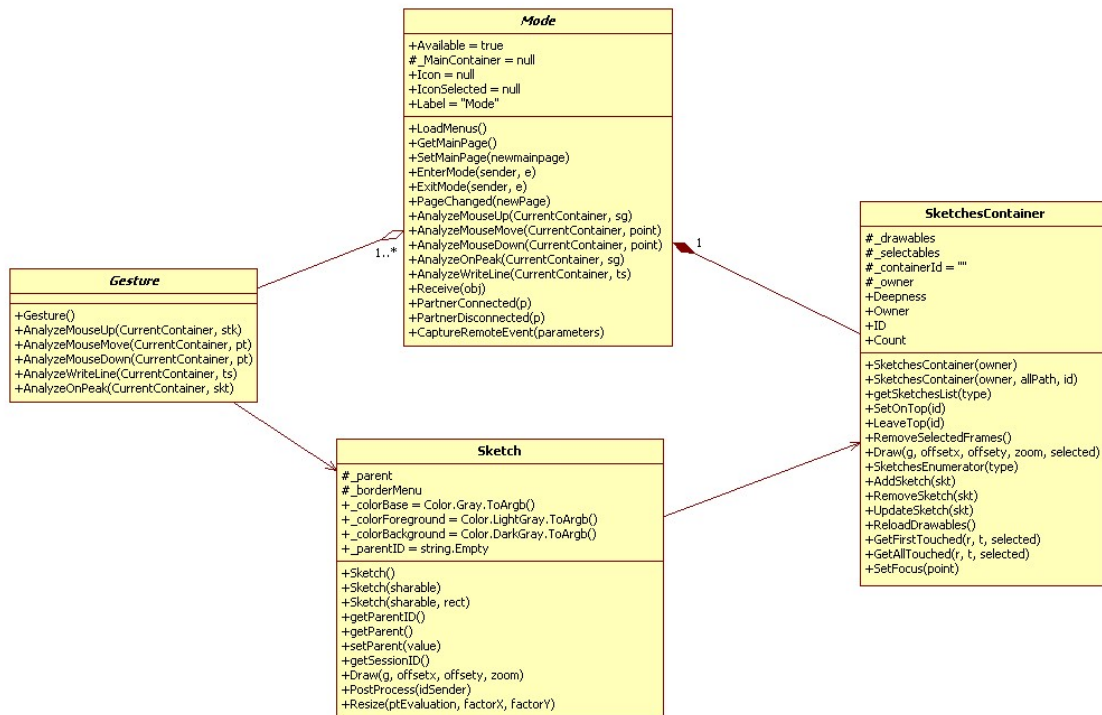 Mode
+Available = true
#_MainContainer = null
+Icon = null
+IconSelected = null
+Label = "Mode"
+LoadMenus()
+GetMainPage()
+SetMainPage(newmainpage)
+EnterMode(sender, e)
+ExitMode(sender, e)
+PageChanged(newPage)
+AnalyzeMouseUp(CurrentContainer, sg)
+AnalyzeMouseMove(CurrentContainer, point)
+AnalyzeMouseDown(CurrentContainer, point)
+AnalyzeOnPeak(CurrentContainer, sg)
+AnalyzeWriteLine(CurrentContainer, ts)
+Receive(obj)
+PartnerConnected(p)
+PartnerDisconnected(p)
+CaptureRemoteEvent(parameters)
1..*
1
Gesture
+Gesture()
+AnalyzeMouseUp(CurrentContainer, stk)
+AnalyzeMouseMove(CurrentContainer, pt)
+AnalyzeMouseDown(CurrentContainer, pt)
+AnalyzeWriteLine(CurrentContainer, ts)
+AnalyzeOnPeak(CurrentContainer, skt)
SketchesContainer
#_drawables
#_selectables
#_containerId = ""
#_owner
+Deepness
+Owner
+ID
+Count
+SketchesContainer(owner)
+SketchesContainer(owner, allPath, id)
+getSketchesList(type)
+SetOnTop(id)
+LeaveTop(id)
+RemoveSelectedFrames()
+Draw(g, offsetx, offsety, zoom, selected)
+SketchesEnumerator(type)
+AddSketch(skt)
+RemoveSketch(skt)
+UpdateSketch(skt)
+ReloadDrawables()
+GetFirstTouched(r, t, selected)
+GetAllTouched(r, t, selected)
+SetFocus(point)
Sketch
#_parent
#_borderMenu
+_colorBase = Color.Gray.ToArgb()
+_colorForeground = Color.LightGray.ToArgb()
+_colorBackground = Color.DarkGray.ToArgb()
+_parentID = string.Empty
+Sketch()
+Sketch(sharable)
+Sketch(sharable, rect)
+getParentID()
+getParent()
+setParent(value)
+getSessionID()
+Draw(g, offsetx, offsety, zoom)
+PostProcess(idSender)
+Resize(ptEvaluation, factorX, factorY)